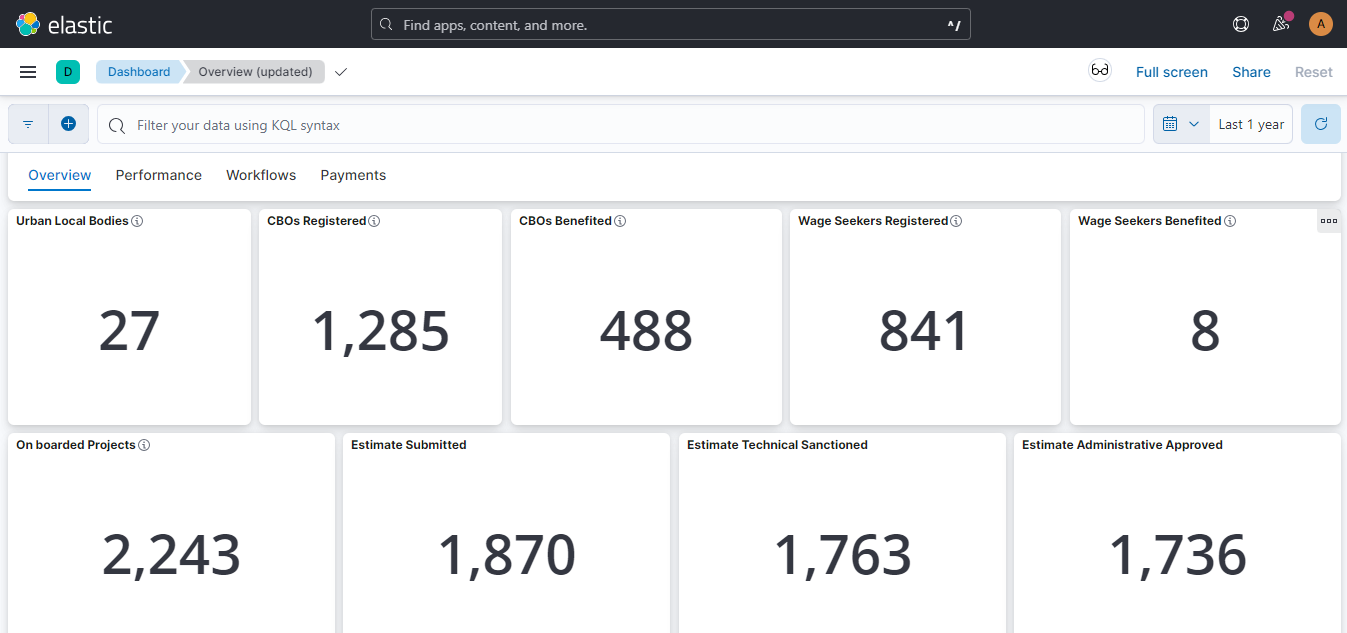 elastic
Find apps, content, and more.
^/
A
D
Dashboard
Overview (updated)
Full screen
Share
Reset
Filter your data using KQL syntax
Last 1 year
Overview
Performance
Workflows
Payments
Urban Local Bodies
CBOs Registered
CBOs Benefited
Wage Seekers Registered
Wage Seekers Benefited
27
1,285
488
841
8
On boarded Projects
Estimate Submitted
Estimate Technical Sanctioned
Estimate Administrative Approved
2,243
1,870
1,763
1,736